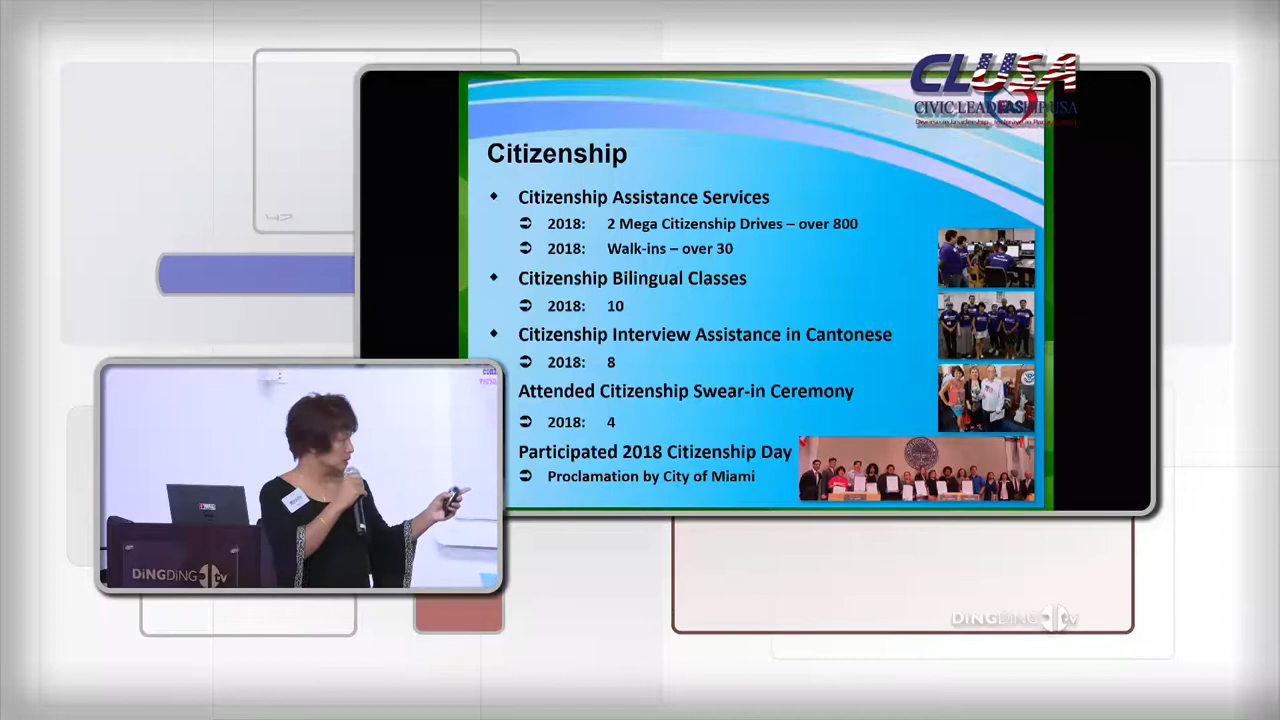 CLUSA
CIVIC LEADERSHIP USA
Citizenship
Citizenship Assistance Services
2018: 2 Mega Citizenship Drives – over 800
2018: Walk-ins – over 30
Citizenship Bilingual Classes
2018: 10
Citizenship Interview Assistance in Cantonese
2018: 8
Attended Citizenship Swear-in Ceremony
2018: 4
Participated 2018 Citizenship Day
Proclamation by City of Miami
DiNGDiNG tv
DiNGDiNG tv